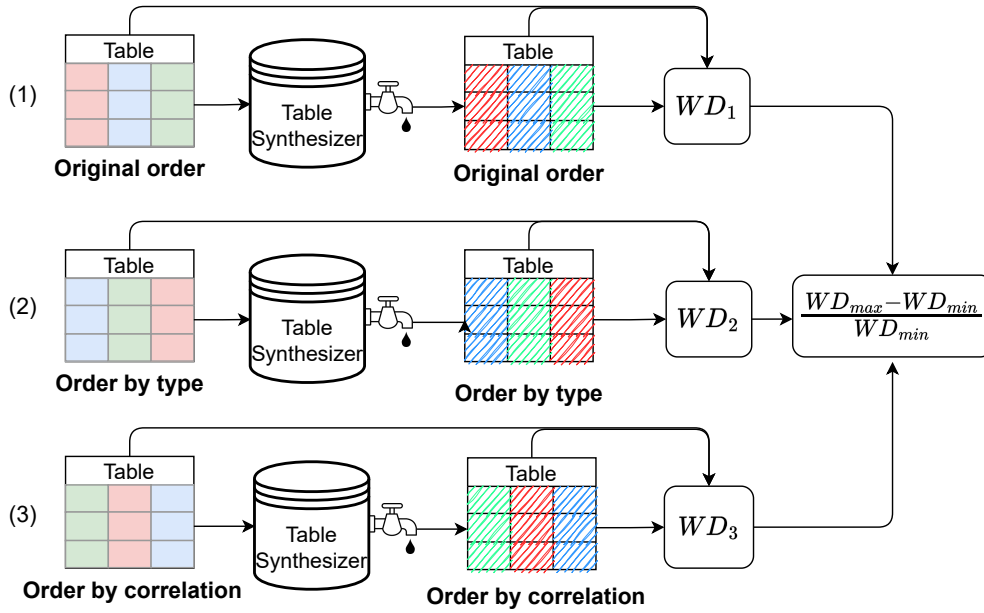 Table
Table
(1)
Table
Synthesizer
WD₁
Original order
Original order
Table
Table
(2)
Table
Synthesizer
WD₂
WDₘₐₓ−WDₘᵢₙ
WDₘᵢₙ
Order by type
Order by type
Table
Table
(3)
Table
Synthesizer
WD₃
Order by correlation
Order by correlation